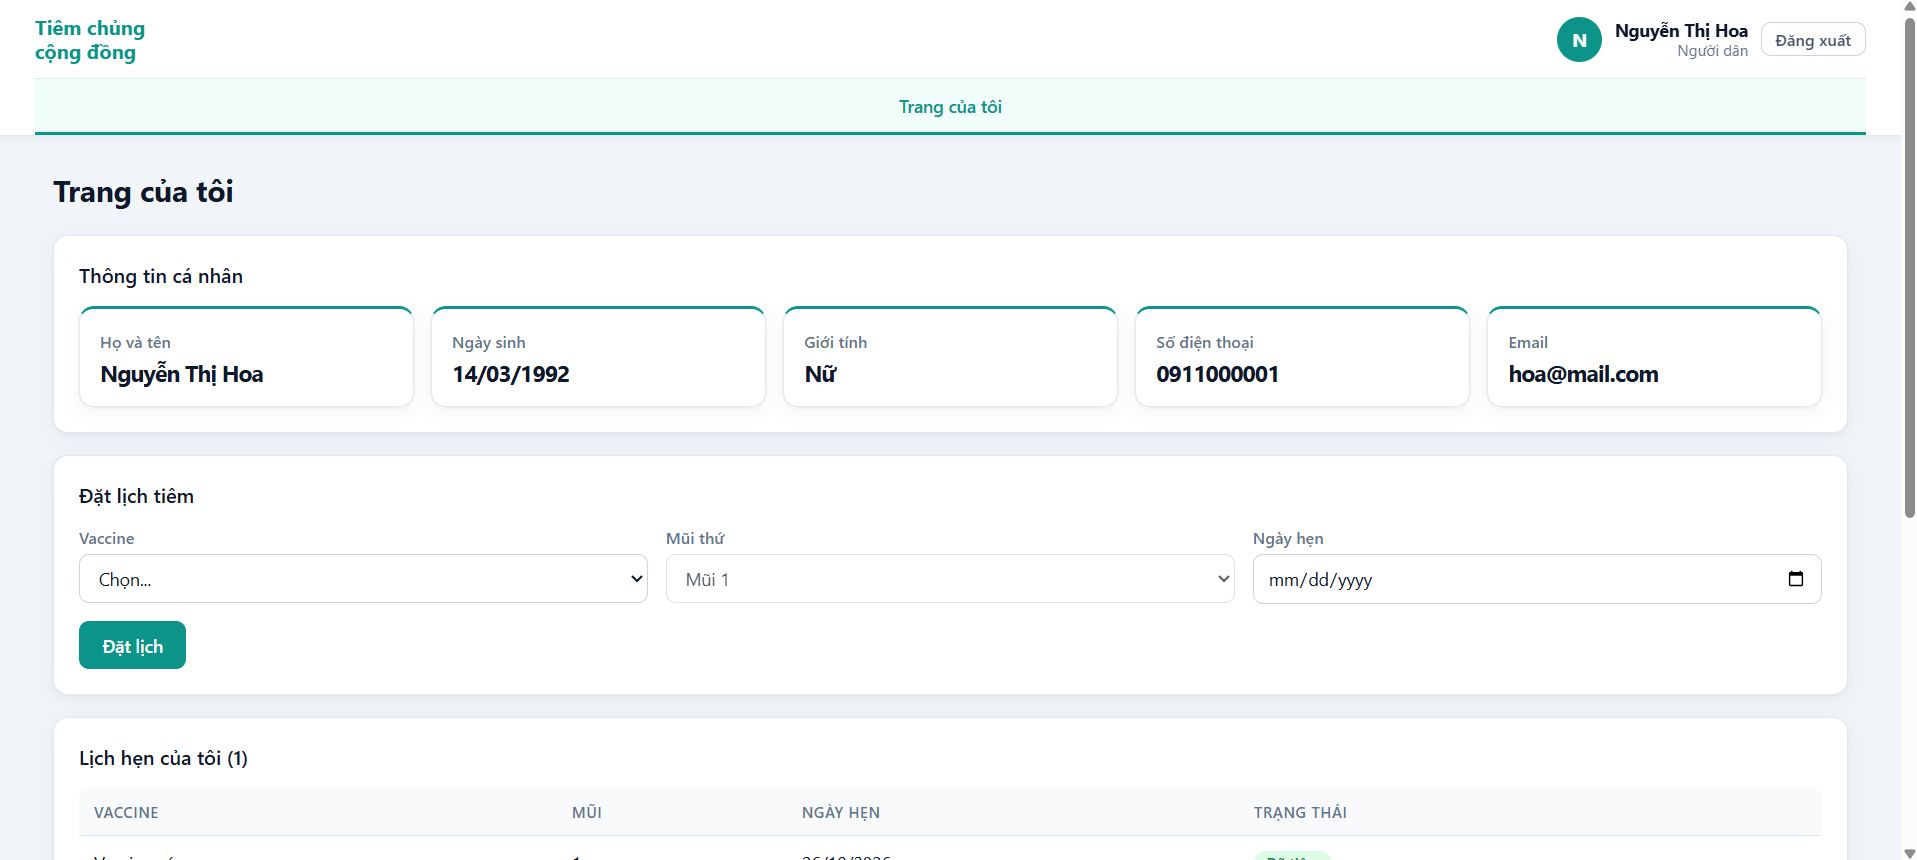 Tiêm chủng
cộng đồng
N
Nguyễn Thị Hoa
Người dân
Đăng xuất
Trang của tôi
Trang của tôi
Thông tin cá nhân
Họ và tên
Nguyễn Thị Hoa
Ngày sinh
14/03/1992
Giới tính
Nữ
Số điện thoại
0911000001
Email
hoa@mail.com
Đặt lịch tiêm
Vaccine
Chọn...
Mũi thứ
Mũi 1
Ngày hẹn
mm/dd/yyyy
Đặt lịch
Lịch hẹn của tôi (1)
VACCINE
MŨI
NGÀY HẸN
TRẠNG THÁI